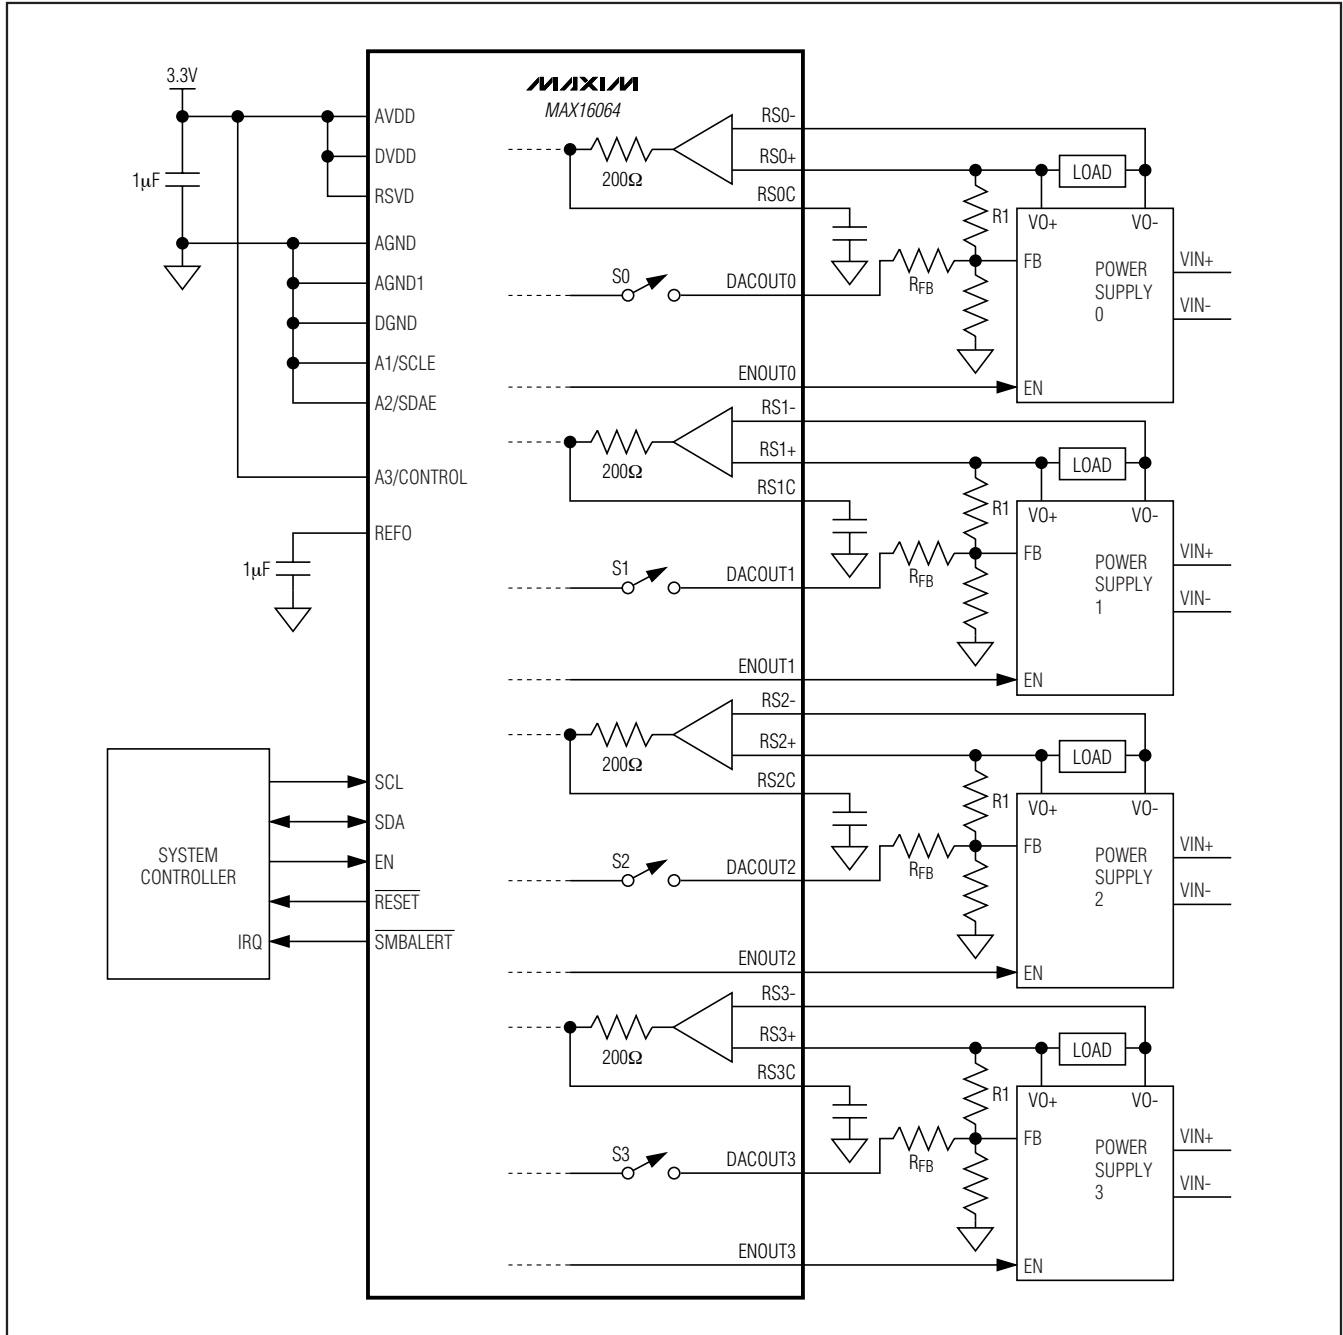 3.3V
1µF
AVDD
DVDD
RSVD
AGND
AGND1
DGND
A1/SCLE
A2/SDAE
A3/CONTROL
REFO
1µF
SYSTEM
CONTROLLER
IRQ
SCL
SDA
EN
RESET
SMBALERT
MAXIM
MAX16064
200Ω
RS0-
RS0+
RS0C
S0
DACOUT0
ENOUT0
RFB
R1
LOAD
VO+
VO-
FB
POWER
SUPPLY
0
EN
VIN+
VIN-
200Ω
RS1-
RS1+
RS1C
S1
DACOUT1
ENOUT1
RFB
R1
LOAD
VO+
VO-
FB
POWER
SUPPLY
1
EN
VIN+
VIN-
200Ω
RS2-
RS2+
RS2C
S2
DACOUT2
ENOUT2
RFB
R1
LOAD
VO+
VO-
FB
POWER
SUPPLY
2
EN
VIN+
VIN-
200Ω
RS3-
RS3+
RS3C
S3
DACOUT3
ENOUT3
RFB
R1
LOAD
VO+
VO-
FB
POWER
SUPPLY
3
EN
VIN+
VIN-